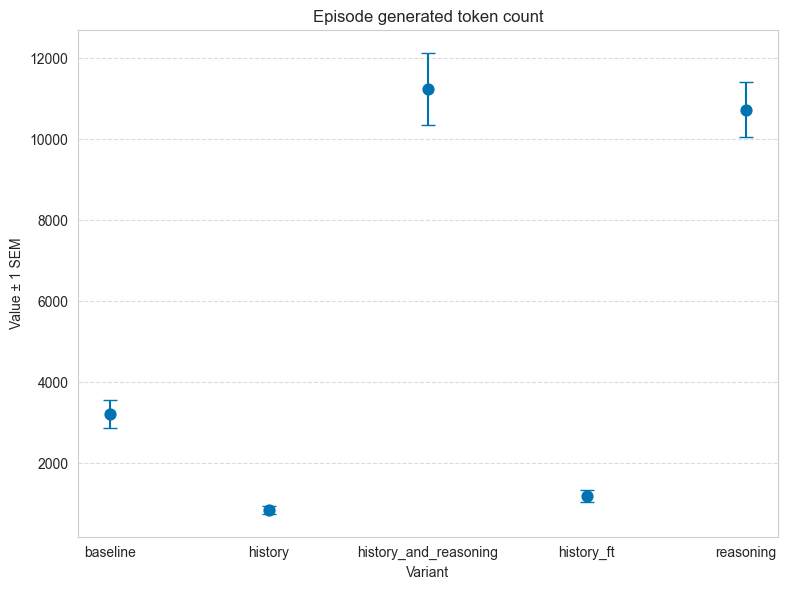 Episode generated token count
12000
10000
8000
6000
4000
2000
Value ± 1 SEM
baseline history history_and_reasoning history_ft reasoning
Variant